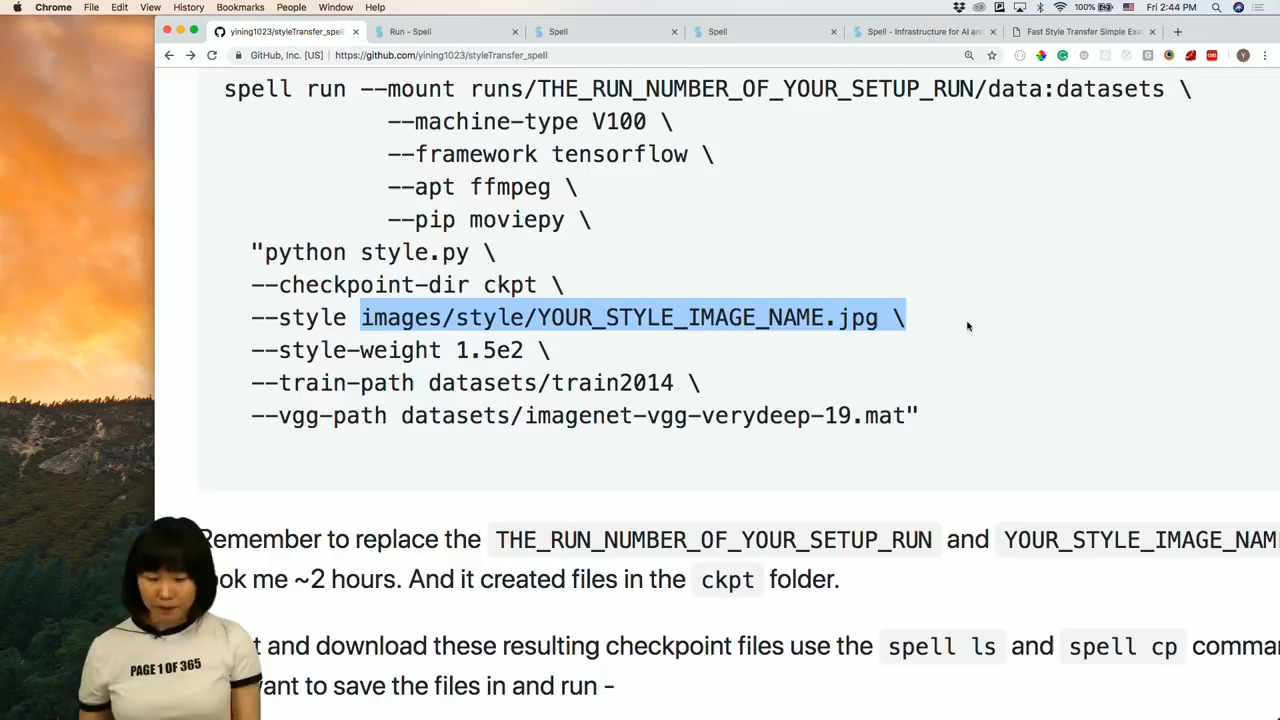 Chrome File Edit View History Bookmarks People Window Help 100% Fri 2:44 PM
yining1023/styleTransfer_spell Run - Spell Spell Spell Spell - Infrastructure for AI and Fast Style Transfer Simple Exa
GitHub, Inc. [US] https://github.com/yining1023/styleTransfer_spell
spell run --mount runs/THE_RUN_NUMBER_OF_YOUR_SETUP_RUN/data:datasets \
--machine-type V100 \
--framework tensorflow \
--apt ffmpeg \
--pip moviepy \
"python style.py \
--checkpoint-dir ckpt \
--style images/style/YOUR_STYLE_IMAGE_NAME.jpg \
--style-weight 1.5e2 \
--train-path datasets/train2014 \
--vgg-path datasets/imagenet-vgg-verydeep-19.mat"
Remember to replace the THE_RUN_NUMBER_OF_YOUR_SETUP_RUN and YOUR_STYLE_IMAGE_NAM
ook me ~2 hours. And it created files in the ckpt folder.
t and download these resulting checkpoint files use the spell ls and spell cp comma
want to save the files in and run -
PAGE 1 OF 365